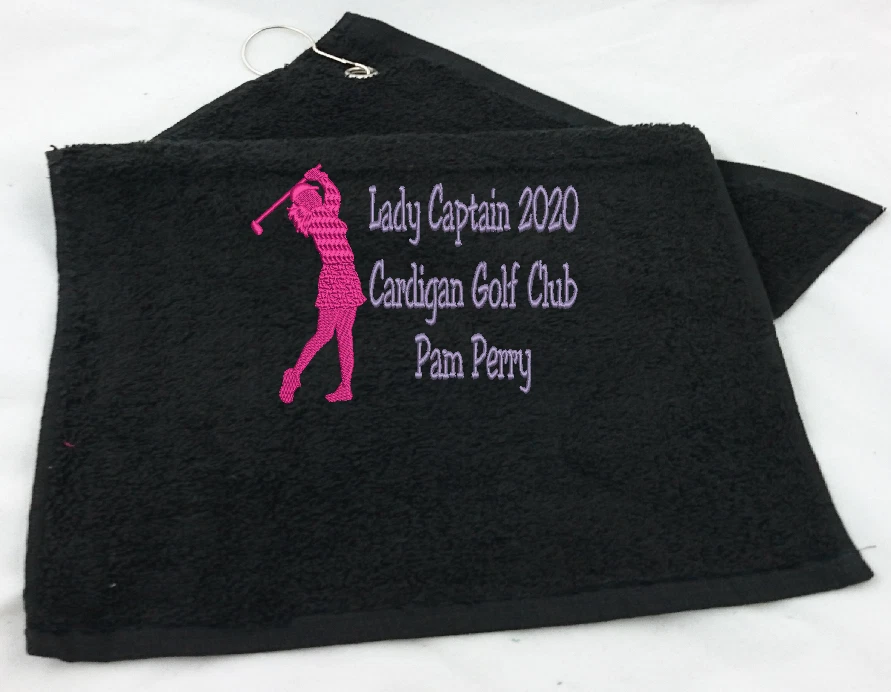 Lady Captain 2020
Cardigan Golf Club
Pam Perry